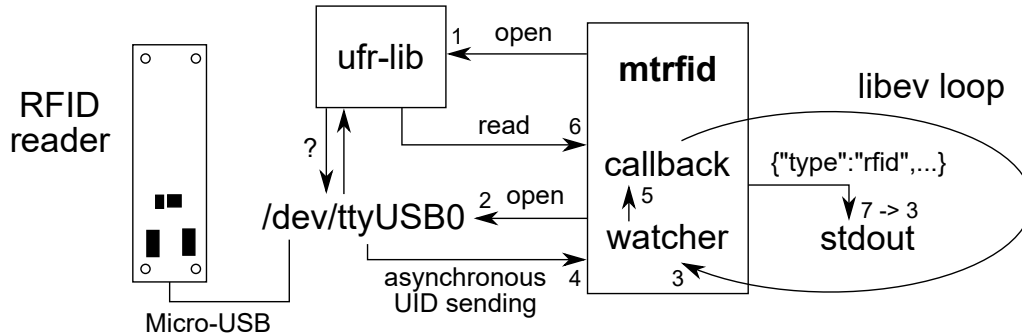 RFID
reader
Micro-USB
ufr-lib
?
/dev/ttyUSB0
1
open
read
6
2
open
asynchronous
UID sending
4
mtrfid
callback
5
watcher
3
libev loop
{"type":"rfid",...}
7 -> 3
stdout